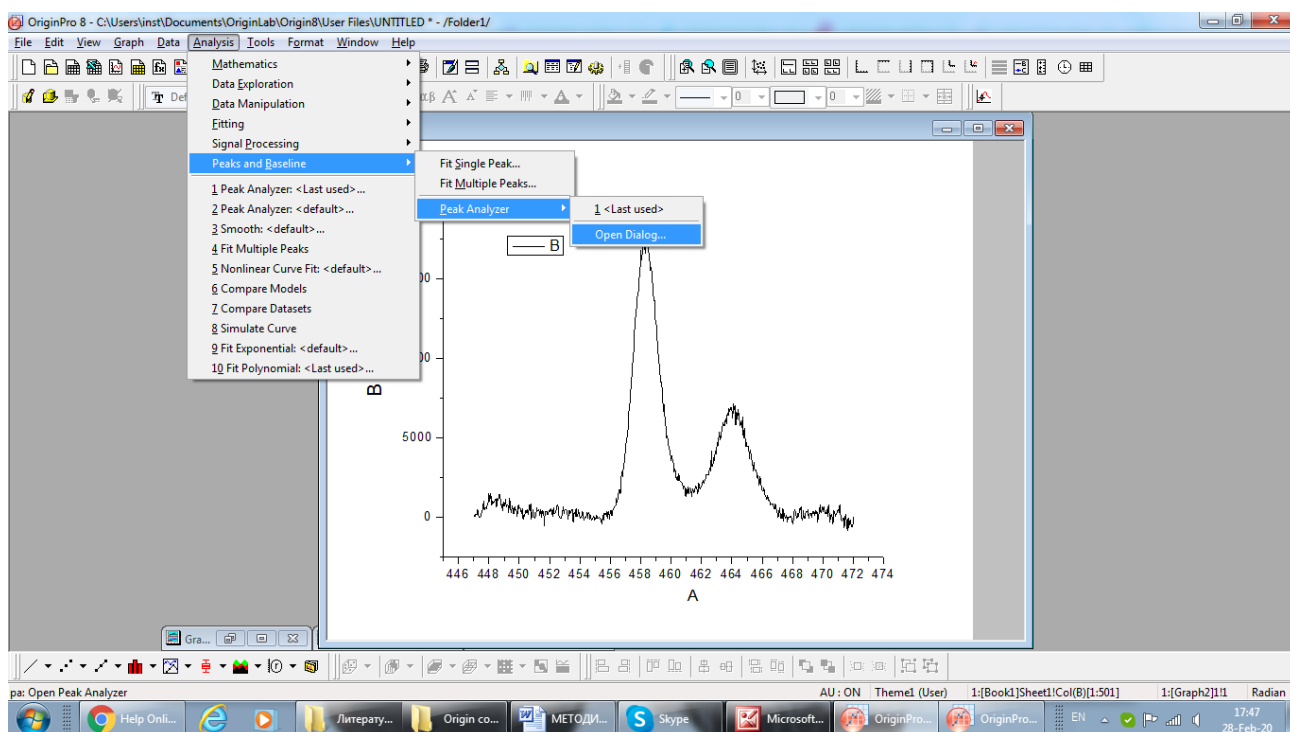 OriginPro 8 - C:\Users\inst\Documents\OriginLab\Origin8\User Files\UNTITLED * - /Folder1/
File Edit View Graph Data Analysis Tools Format Window Help
Mathematics
Data Exploration
Data Manipulation
Fitting
Signal Processing
Peaks and Baseline
1 Peak Analyzer: <Last used>...
2 Peak Analyzer: <default>...
3 Smooth: <default>...
4 Fit Multiple Peaks
5 Nonlinear Curve Fit: <default>...
6 Compare Models
7 Compare Datasets
8 Simulate Curve
9 Fit Exponential: <default>...
10 Fit Polynomial: <Last used>...
Fit Single Peak...
Fit Multiple Peaks...
Peak Analyzer
1 <Last used>
Open Dialog...
B
5000
0
B
446 448 450 452 454 456 458 460 462 464 466 468 470 472 474
A
Gra...
pa: Open Peak Analyzer AU : ON Theme1 (User) 1:[Book1]Sheet1!Col(B)[1:501] 1:[Graph2]1!1 Radian
Help Onli... Литерату... Origin co... МЕТОДИ... Skype Microsoft... OriginPro... OriginPro... EN 17:47
28-Feb-20